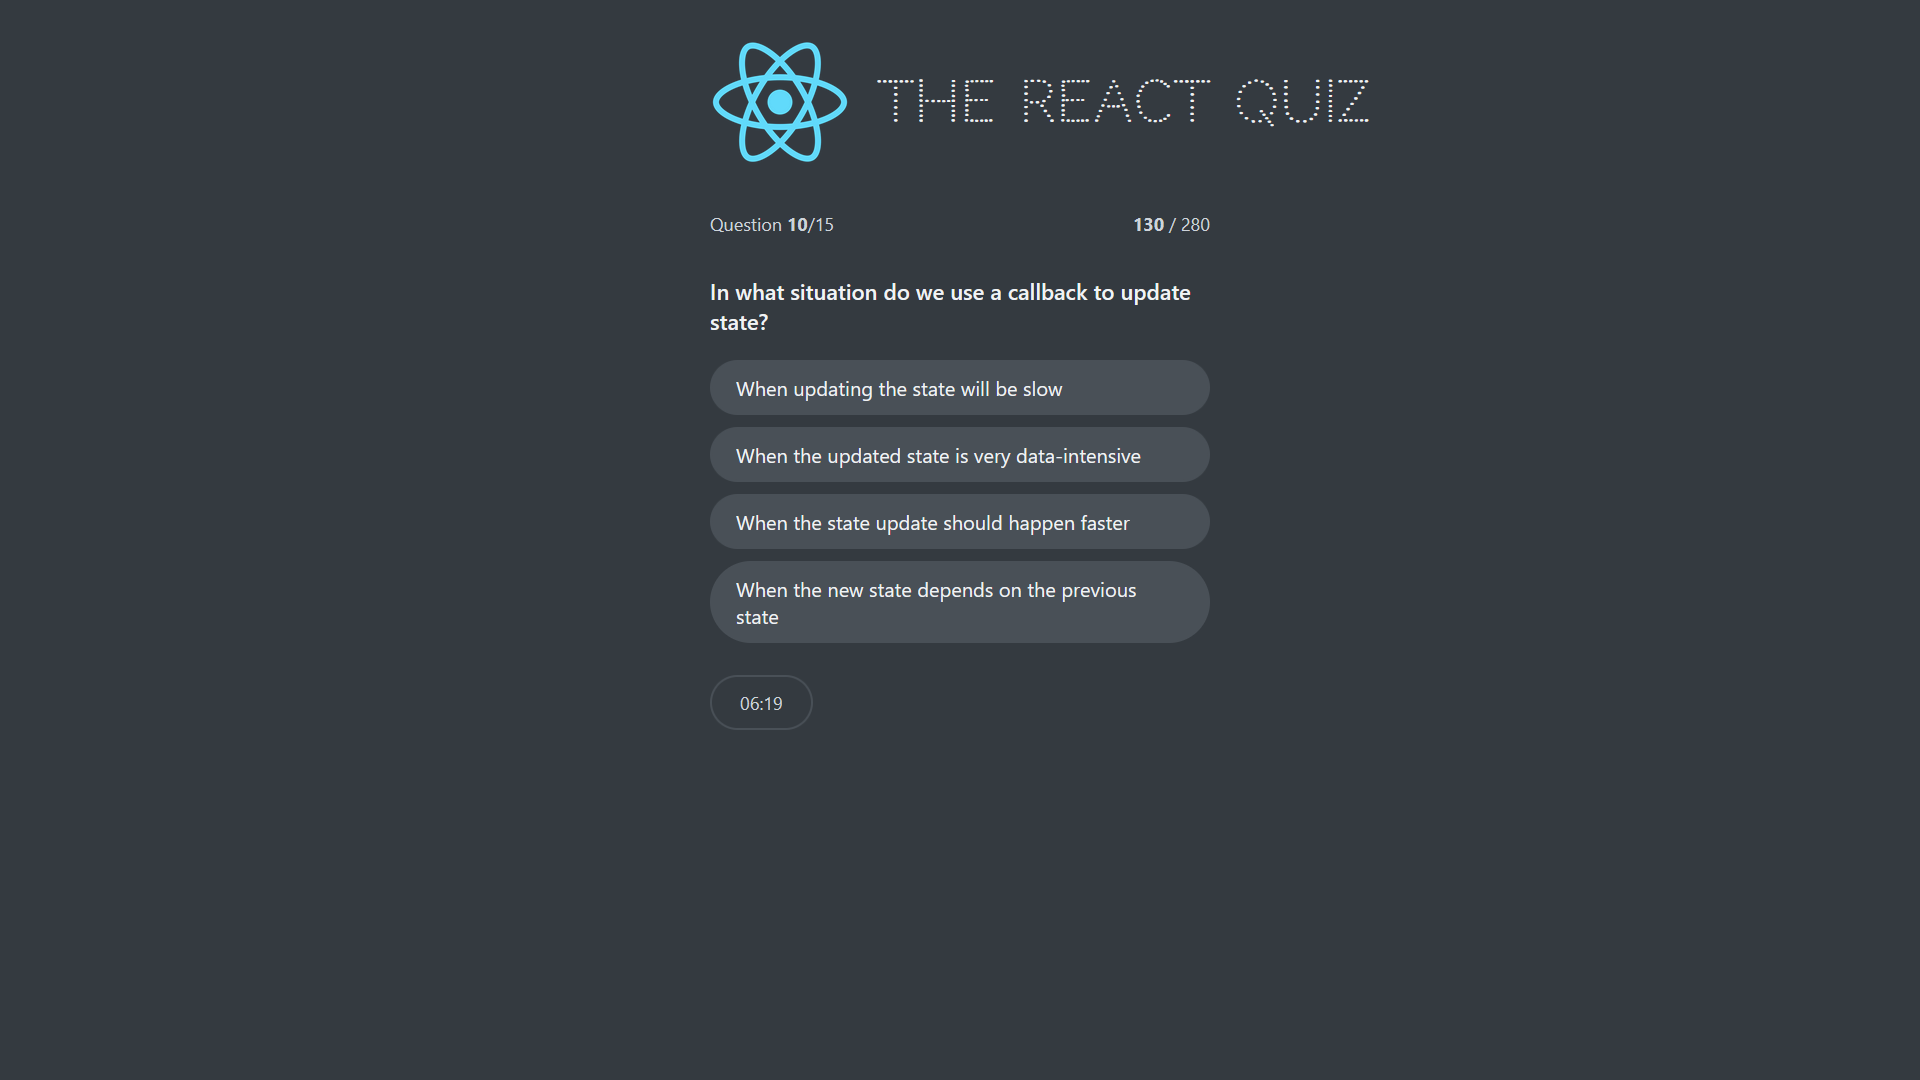 THE REACT QUIZ
Question 10/15
130 / 280
In what situation do we use a callback to update
state?
When updating the state will be slow
When the updated state is very data-intensive
When the state update should happen faster
When the new state depends on the previous
state
06:19